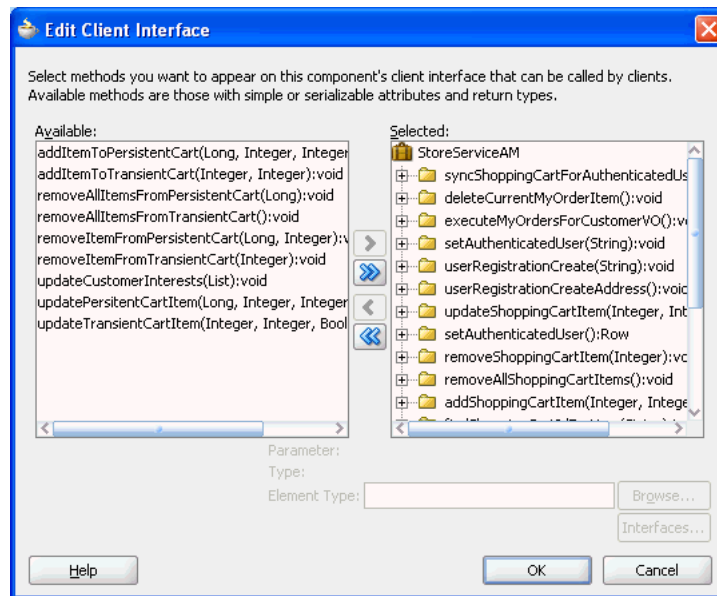 Edit Client Interface
Select methods you want to appear on this component's client interface that can be called by clients.
Available methods are those with simple or serializable attributes and return types.
Available:
addItemToPersistentCart(Long, Integer, Integer
addItemToTransientCart(Integer, Integer):void
removeAllItemsFromPersistentCart(Long):void
removeAllItemsFromTransientCart():void
removeItemFromPersistentCart(Long, Integer):v
removeItemFromTransientCart(Integer):void
updateCustomerInterests(List):void
updatePersitentCartItem(Long, Integer, Integer
updateTransientCartItem(Integer, Integer, Bool
Selected:
StoreServiceAM
syncShoppingCartForAuthenticatedUs
deleteCurrentMyOrderItem():void
executeMyOrdersForCustomerVO():v
setAuthenticatedUser(String):void
userRegistrationCreate(String):void
userRegistrationCreateAddress():voic
updateShoppingCartItem(Integer, Int
setAuthenticatedUser():Row
removeShoppingCartItem(Integer):vc
removeAllShoppingCartItems():void
addShoppingCartItem(Integer, Intege
Parameter:
Type:
Element Type:
Browse...
Interfaces...
Help
OK
Cancel